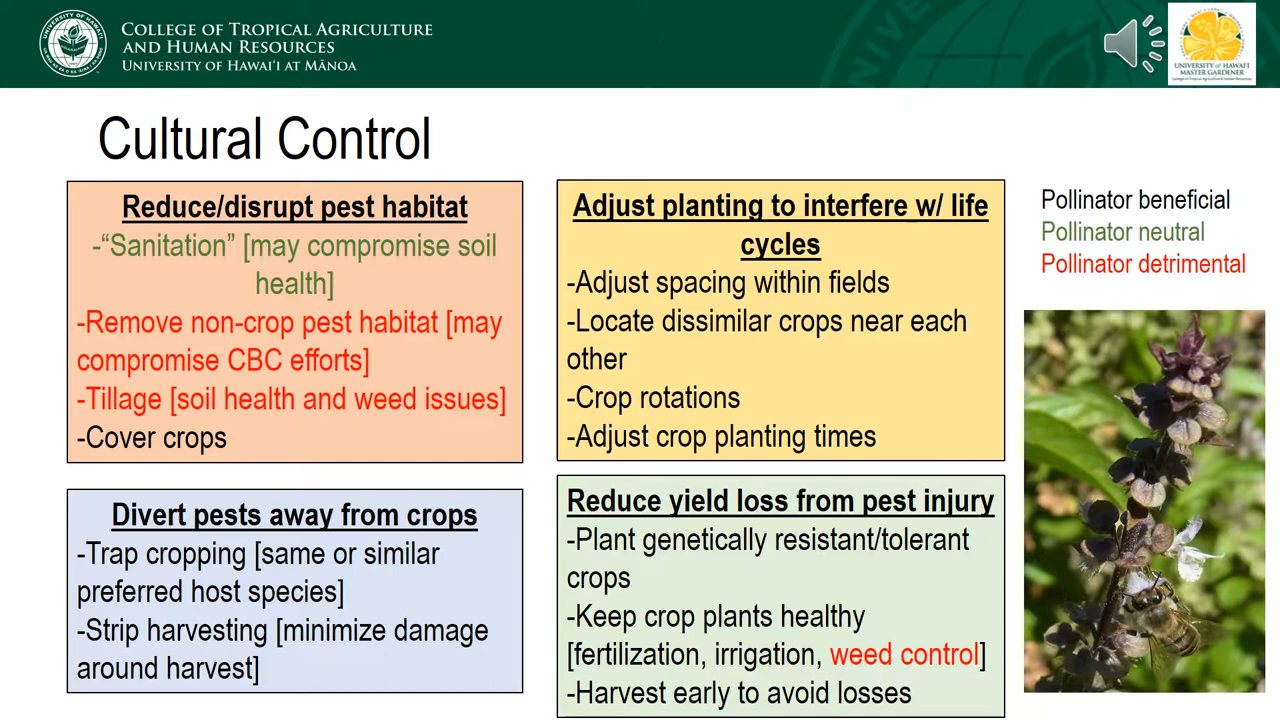 COLLEGE OF TROPICAL AGRICULTURE
AND HUMAN RESOURCES
UNIVERSITY OF HAWAI‘I AT MĀNOA
UNIVERSITY of HAWAI‘I
MASTER GARDENER
Cultural Control
Reduce/disrupt pest habitat
-“Sanitation” [may compromise soil
health]
-Remove non-crop pest habitat [may
compromise CBC efforts]
-Tillage [soil health and weed issues]
-Cover crops
Adjust planting to interfere w/ life
cycles
-Adjust spacing within fields
-Locate dissimilar crops near each
other
-Crop rotations
-Adjust crop planting times
Pollinator beneficial
Pollinator neutral
Pollinator detrimental
Divert pests away from crops
-Trap cropping [same or similar
preferred host species]
-Strip harvesting [minimize damage
around harvest]
Reduce yield loss from pest injury
-Plant genetically resistant/tolerant
crops
-Keep crop plants healthy
[fertilization, irrigation, weed control]
-Harvest early to avoid losses